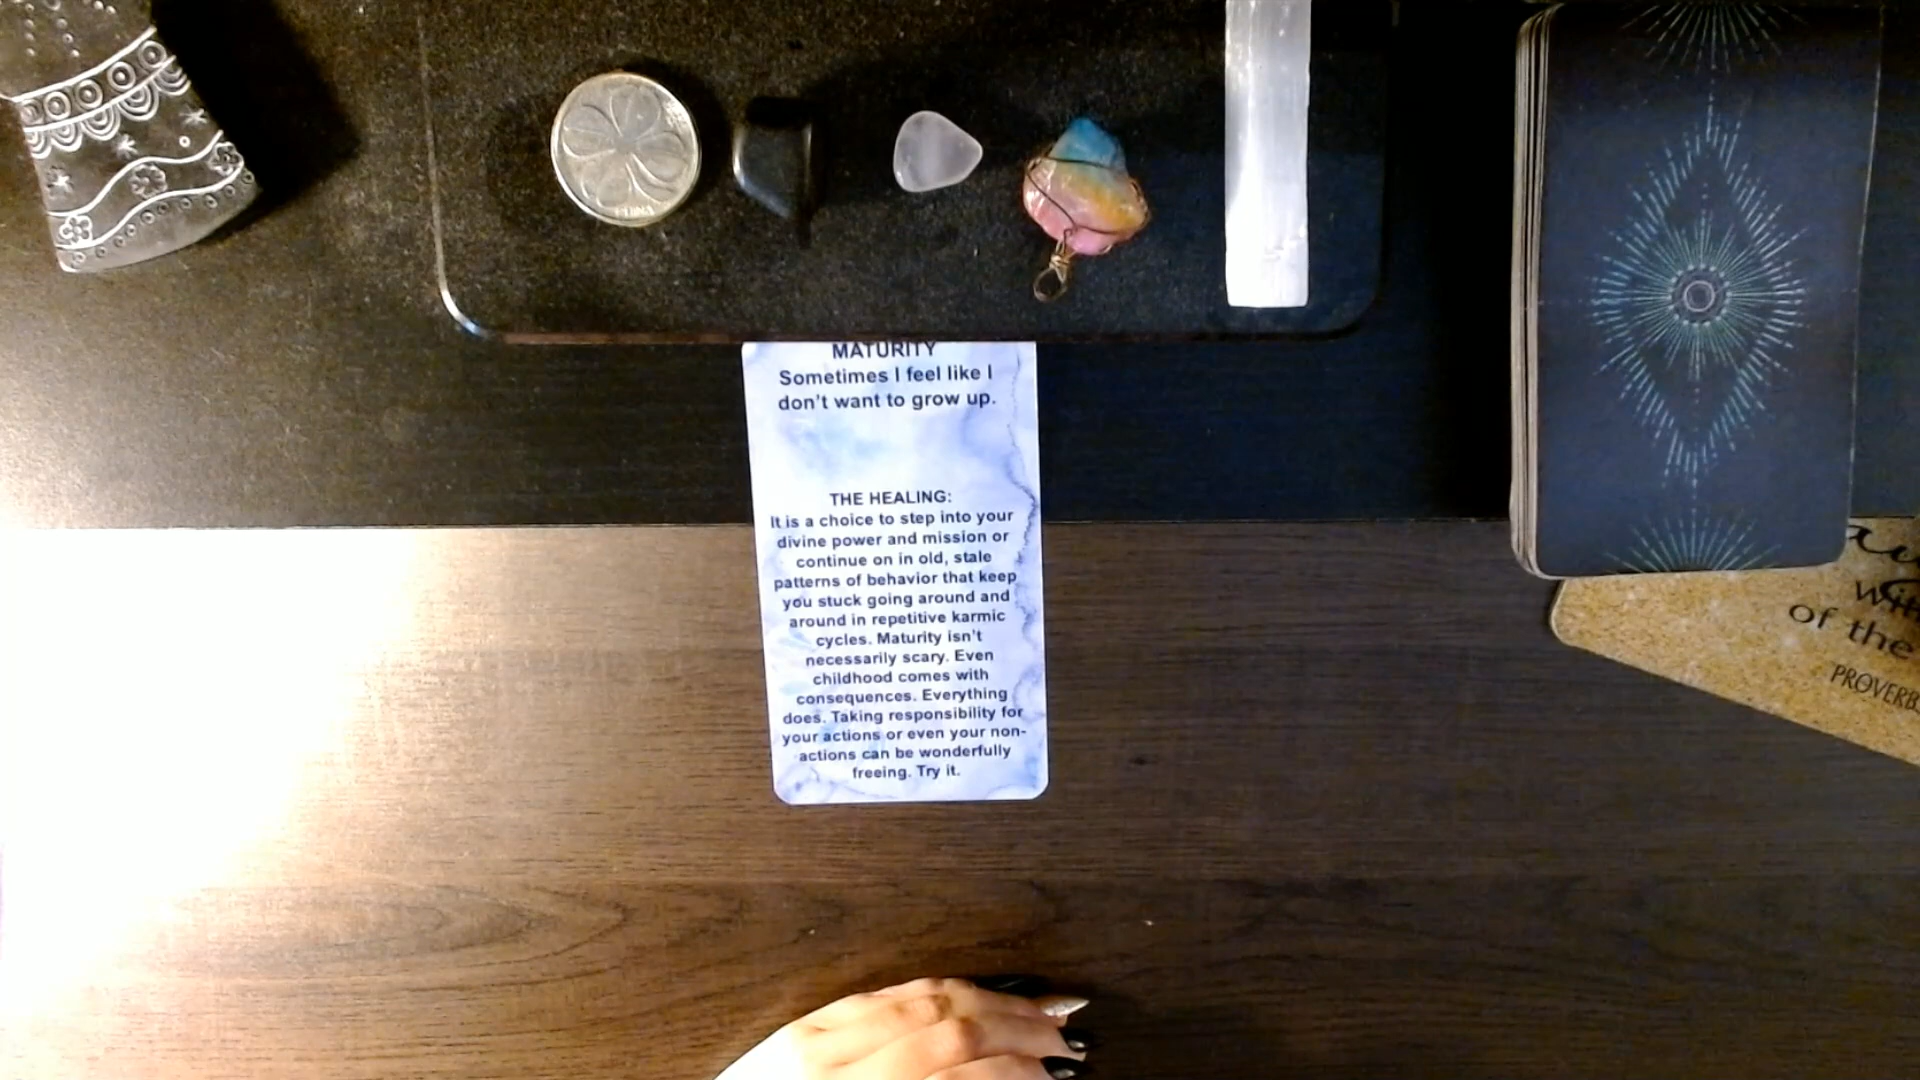 MATURITY
Sometimes I feel like I
don't want to grow up.
THE HEALING:
It is a choice to step into your
divine power and mission or
continue on in old, stale
patterns of behavior that keep
you stuck going around and
around in repetitive karmic
cycles. Maturity isn't
necessarily scary. Even
childhood comes with
consequences. Everything
does. Taking responsibility for
your actions or even your non-
actions can be wonderfully
freeing. Try it.
of the